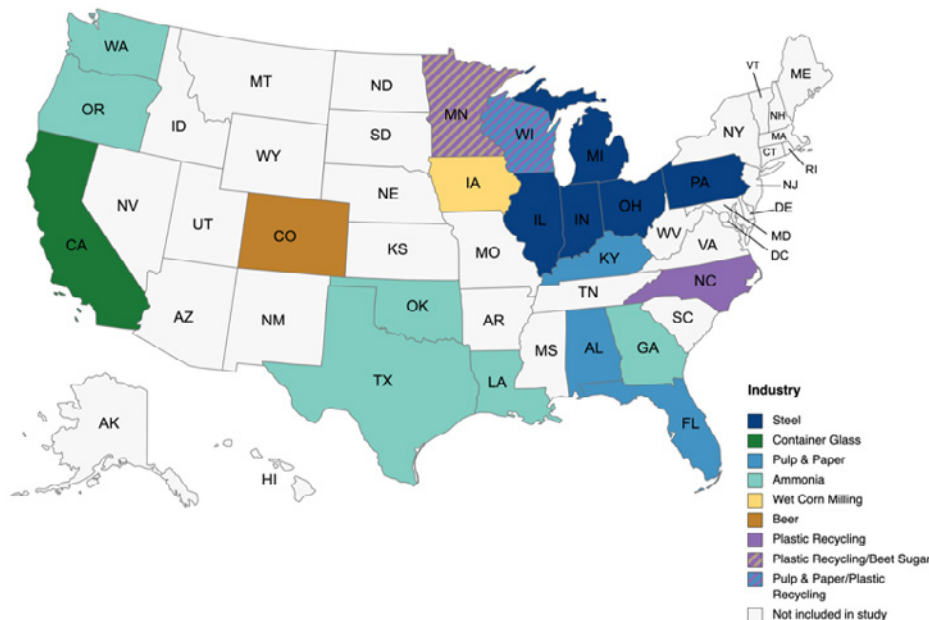 WA
MT
ND
MN
VT
ME
OR
ID
SD
WI
NH
NY
MA
WY
MI
CT
RI
IA
PA
NE
NJ
NV
IL
IN
OH
DE
UT
CO
WV
MD
CA
KS
MO
KY
VA
DC
NC
TN
AZ
NM
OK
AR
SC
MS
AL
GA
TX
LA
AK
FL
HI
Industry
Steel
Container Glass
Pulp & Paper
Ammonia
Wet Corn Milling
Beer
Plastic Recycling
Plastic Recycling/Beet Sugar
Pulp & Paper/Plastic
Recycling
Not included in study